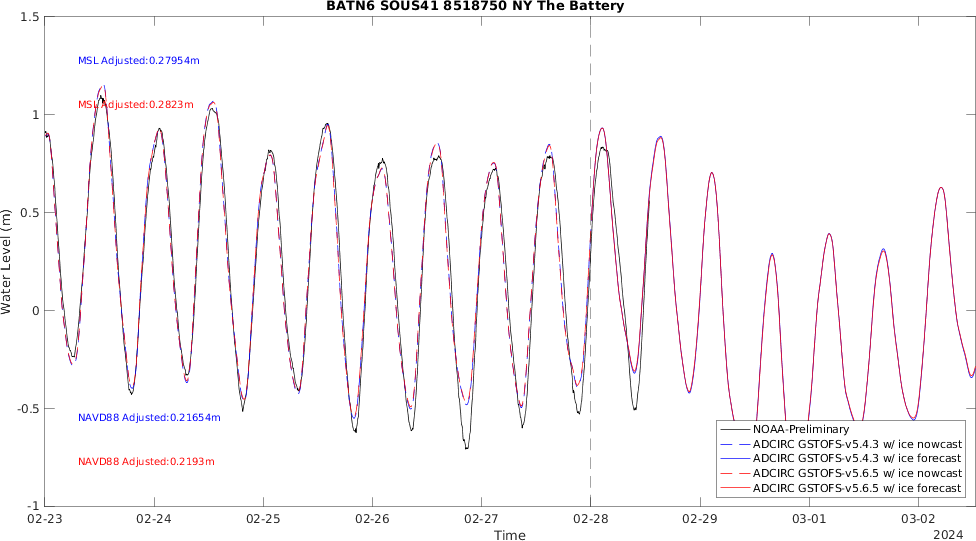 BATN6 SOUS41 8518750 NY The Battery
1.5
MSL Adjusted:0.27954m
MSL Adjusted:0.2823m
1
0.5
Water Level (m)
0
-0.5
NAVD88 Adjusted:0.21654m
NAVD88 Adjusted:0.2193m
NOAA-Preliminary
ADCIRC GSTOFS-v5.4.3 w/ ice nowcast
ADCIRC GSTOFS-v5.4.3 w/ ice forecast
ADCIRC GSTOFS-v5.6.5 w/ ice nowcast
ADCIRC GSTOFS-v5.6.5 w/ ice forecast
-1
02-23 02-24 02-25 02-26 02-27 02-28 02-29 03-01 03-02
Time
2024